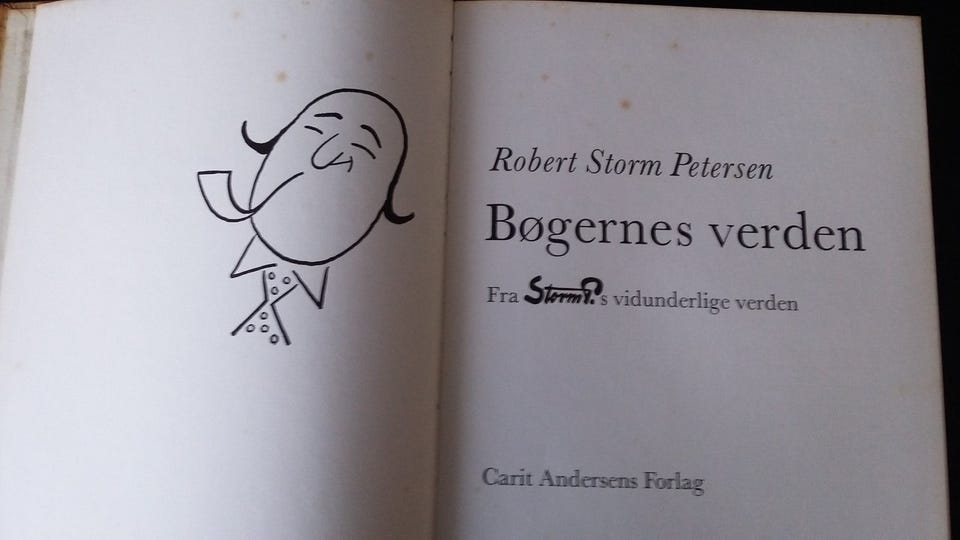 Robert Storm Petersen
Bøgernes verden
Fra Storm P.'s vidunderlige verden
Carit Andersens Forlag